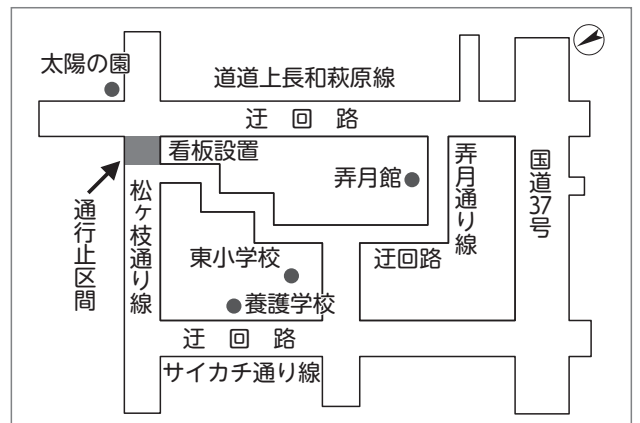 太陽の園
道道上長和萩原線
迂回路
看板設置
弄月館
弄月通り線
国道37号
通行止区間
松ヶ枝通り線
東小学校
迂回路
養護学校
迂回路
サイカチ通り線